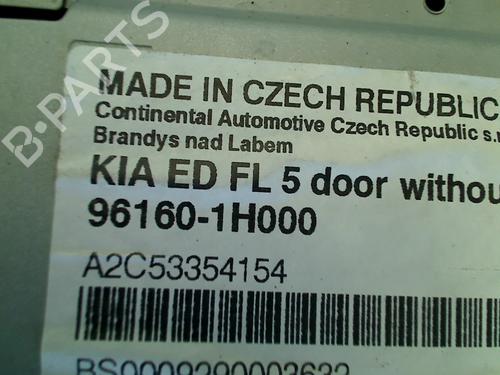 B-PARTS
MADE IN CZECH REPUBLIC
Continental Automotive Czech Republic s.r
Brandys nad Labem
KIA ED FL 5 door withou
96160-1H000
A2C53354154
BS0009290003632